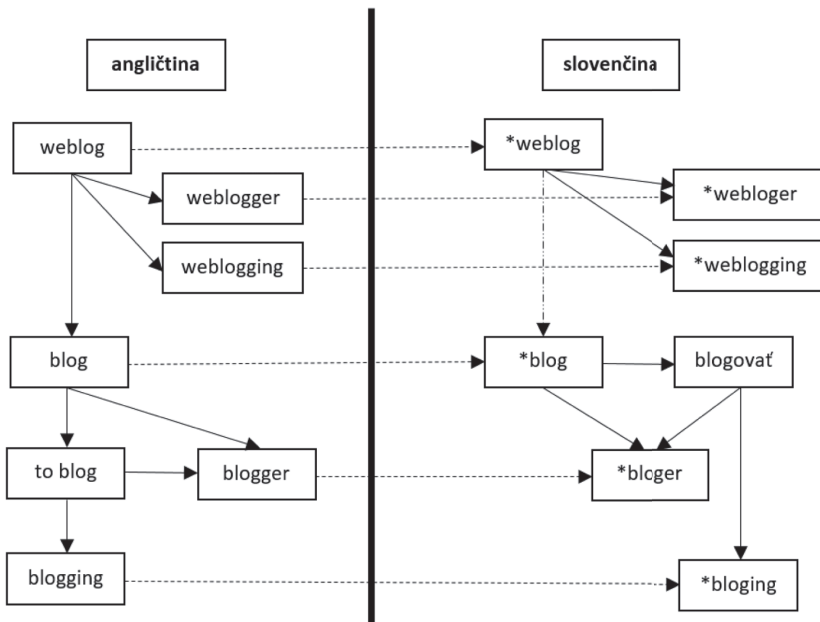 angličtina
slovenčina
weblog
*weblog
weblogger
*webloger
weblogging
*weblogging
blog
*blog
blogovať
to blog
blogger
*bloger
blogging
*bloging